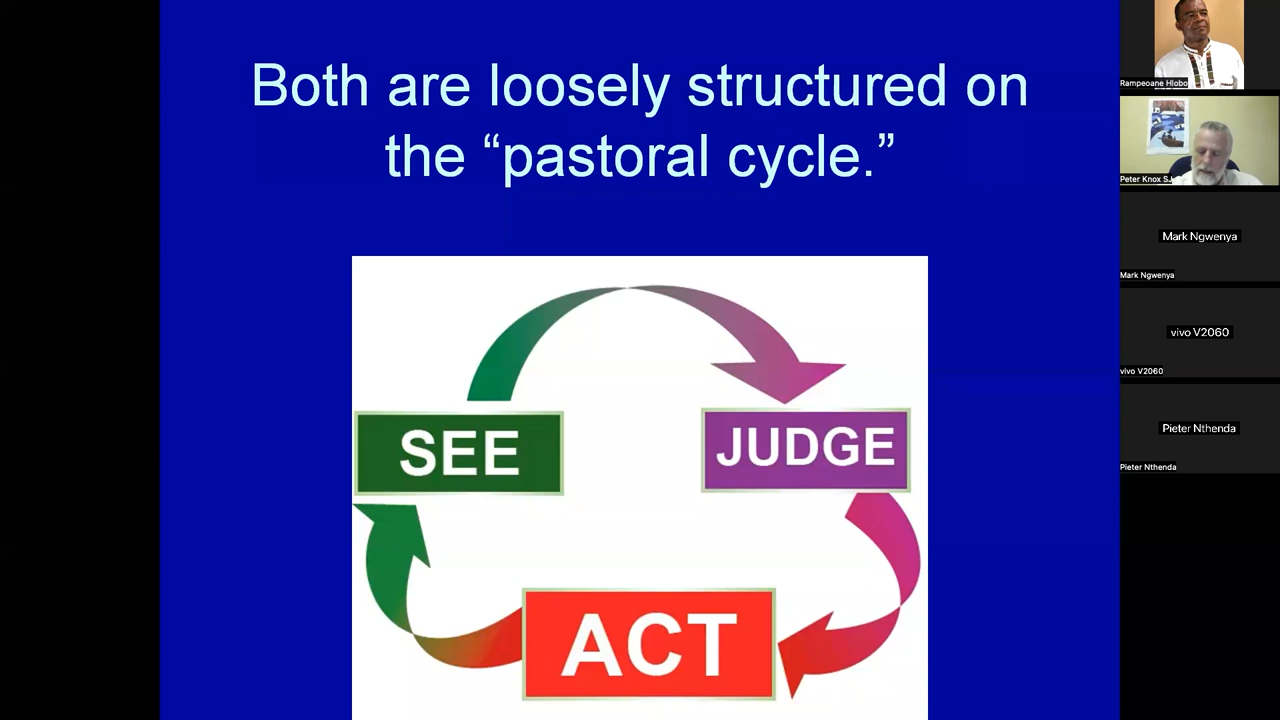 Both are loosely structured on
the “pastoral cycle.”
SEE
JUDGE
ACT
Rampeoane Hlobo
Peter Knox SJ
Mark Ngwenya
Mark Ngwenya
vivo V2060
vivo V2060
Pieter Nthenda
Pieter Nthenda